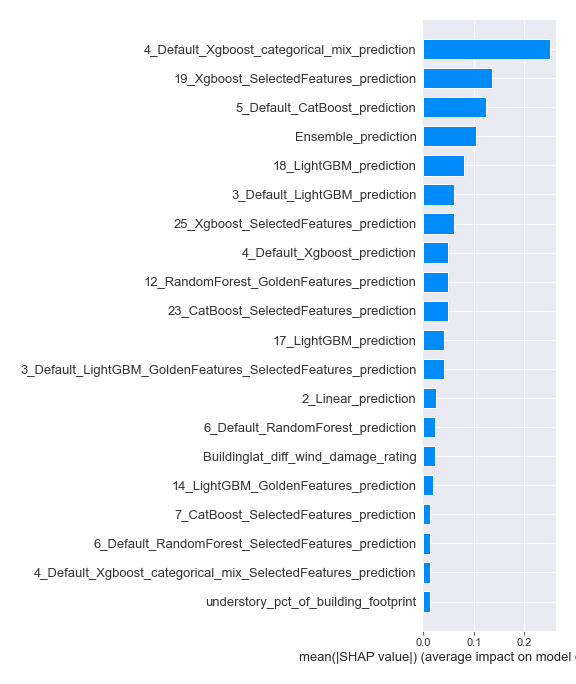 4_Default_Xgboost_categorical_mix_prediction
19_Xgboost_SelectedFeatures_prediction
5_Default_CatBoost_prediction
Ensemble_prediction
18_LightGBM_prediction
3_Default_LightGBM_prediction
25_Xgboost_SelectedFeatures_prediction
4_Default_Xgboost_prediction
12_RandomForest_GoldenFeatures_prediction
23_CatBoost_SelectedFeatures_prediction
17_LightGBM_prediction
3_Default_LightGBM_GoldenFeatures_SelectedFeatures_prediction
2_Linear_prediction
6_Default_RandomForest_prediction
Buildinglat_diff_wind_damage_rating
14_LightGBM_GoldenFeatures_prediction
7_CatBoost_SelectedFeatures_prediction
6_Default_RandomForest_SelectedFeatures_prediction
4_Default_Xgboost_categorical_mix_SelectedFeatures_prediction
understory_pct_of_building_footprint
0.0 0.1 0.2
mean(|SHAP value|) (average impact on model